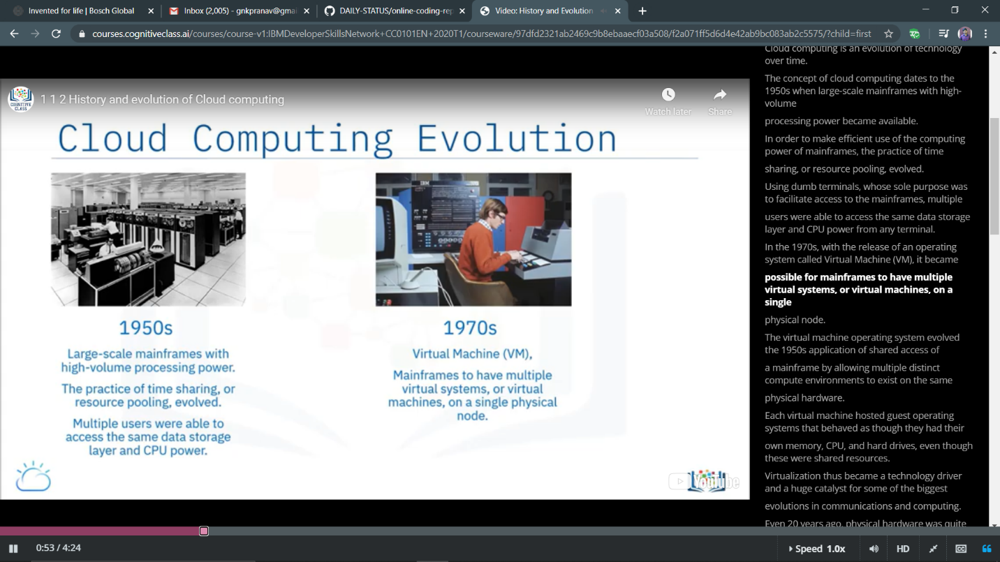 Invented for life | Bosch Global
Inbox (2,005) - gnkpranav@gmai
DAILY-STATUS/online-coding-rep
Video: History and Evolution
courses.cognitiveclass.ai/courses/course-v1:IBMDeveloperSkillsNetwork+CC0101EN+2020T1/courseware/97dfd2321ab2469c9b8ebaaecf03a508/f2a071ff5d6d4e42ab9bc083ab2c5575/?child=first
COGNITIVE
CLASS
1 1 2 History and evolution of Cloud computing
Watch later
Share
Cloud Computing Evolution
IBM
1950s
Large-scale mainframes with
high-volume processing power.
The practice of time sharing, or
resource pooling, evolved.
Multiple users were able to
access the same data storage
layer and CPU power.
1970s
Virtual Machine (VM),
Mainframes to have multiple
virtual systems, or virtual
machines, on a single physical
node.
YouTube
Cloud computing is an evolution of technology
over time.
The concept of cloud computing dates to the
1950s when large-scale mainframes with high-
volume
processing power became available.
In order to make efficient use of the computing
power of mainframes, the practice of time
sharing, or resource pooling, evolved.
Using dumb terminals, whose sole purpose was
to facilitate access to the mainframes, multiple
users were able to access the same data storage
layer and CPU power from any terminal.
In the 1970s, with the release of an operating
system called Virtual Machine (VM), it became
possible for mainframes to have multiple
virtual systems, or virtual machines, on a
single
physical node.
The virtual machine operating system evolved
the 1950s application of shared access of
a mainframe by allowing multiple distinct
compute environments to exist on the same
physical hardware.
Each virtual machine hosted guest operating
systems that behaved as though they had their
own memory, CPU, and hard drives, even though
these were shared resources.
Virtualization thus became a technology driver
and a huge catalyst for some of the biggest
evolutions in communications and computing.
Even 20 years ago, physical hardware was quite
0:53 / 4:24
Speed 1.0x
HD
CC